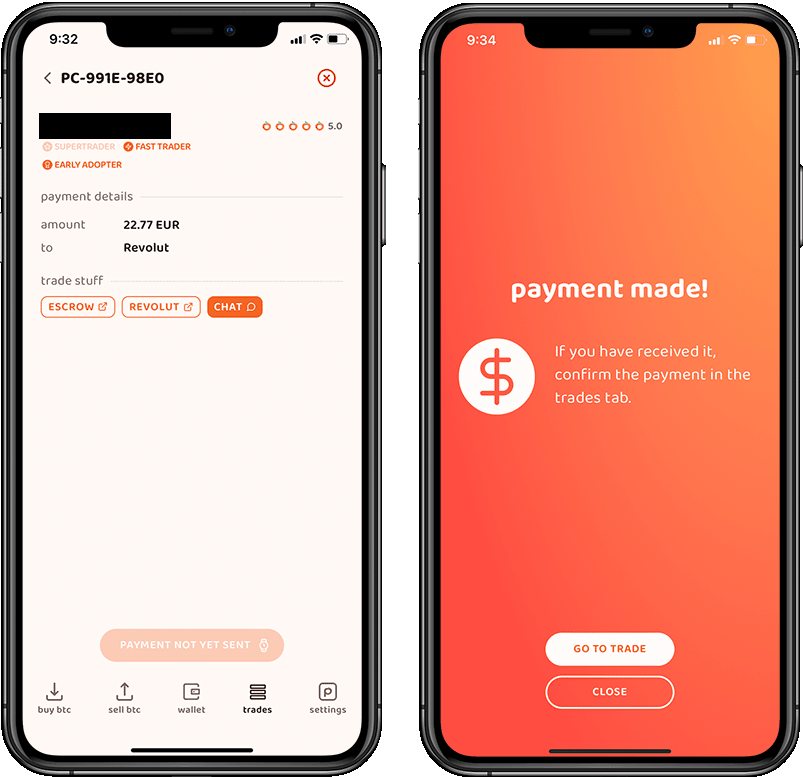 9:32
PC-991E-98E0
5.0
SUPERTRADER FAST TRADER
EARLY ADOPTER
payment details
amount 22.77 EUR
to Revolut
trade stuff
ESCROW REVOLUT CHAT
PAYMENT NOT YET SENT
buy btc sell btc wallet trades settings
9:34
payment made!
If you have received it,
confirm the payment in the
trades tab.
GO TO TRADE
CLOSE